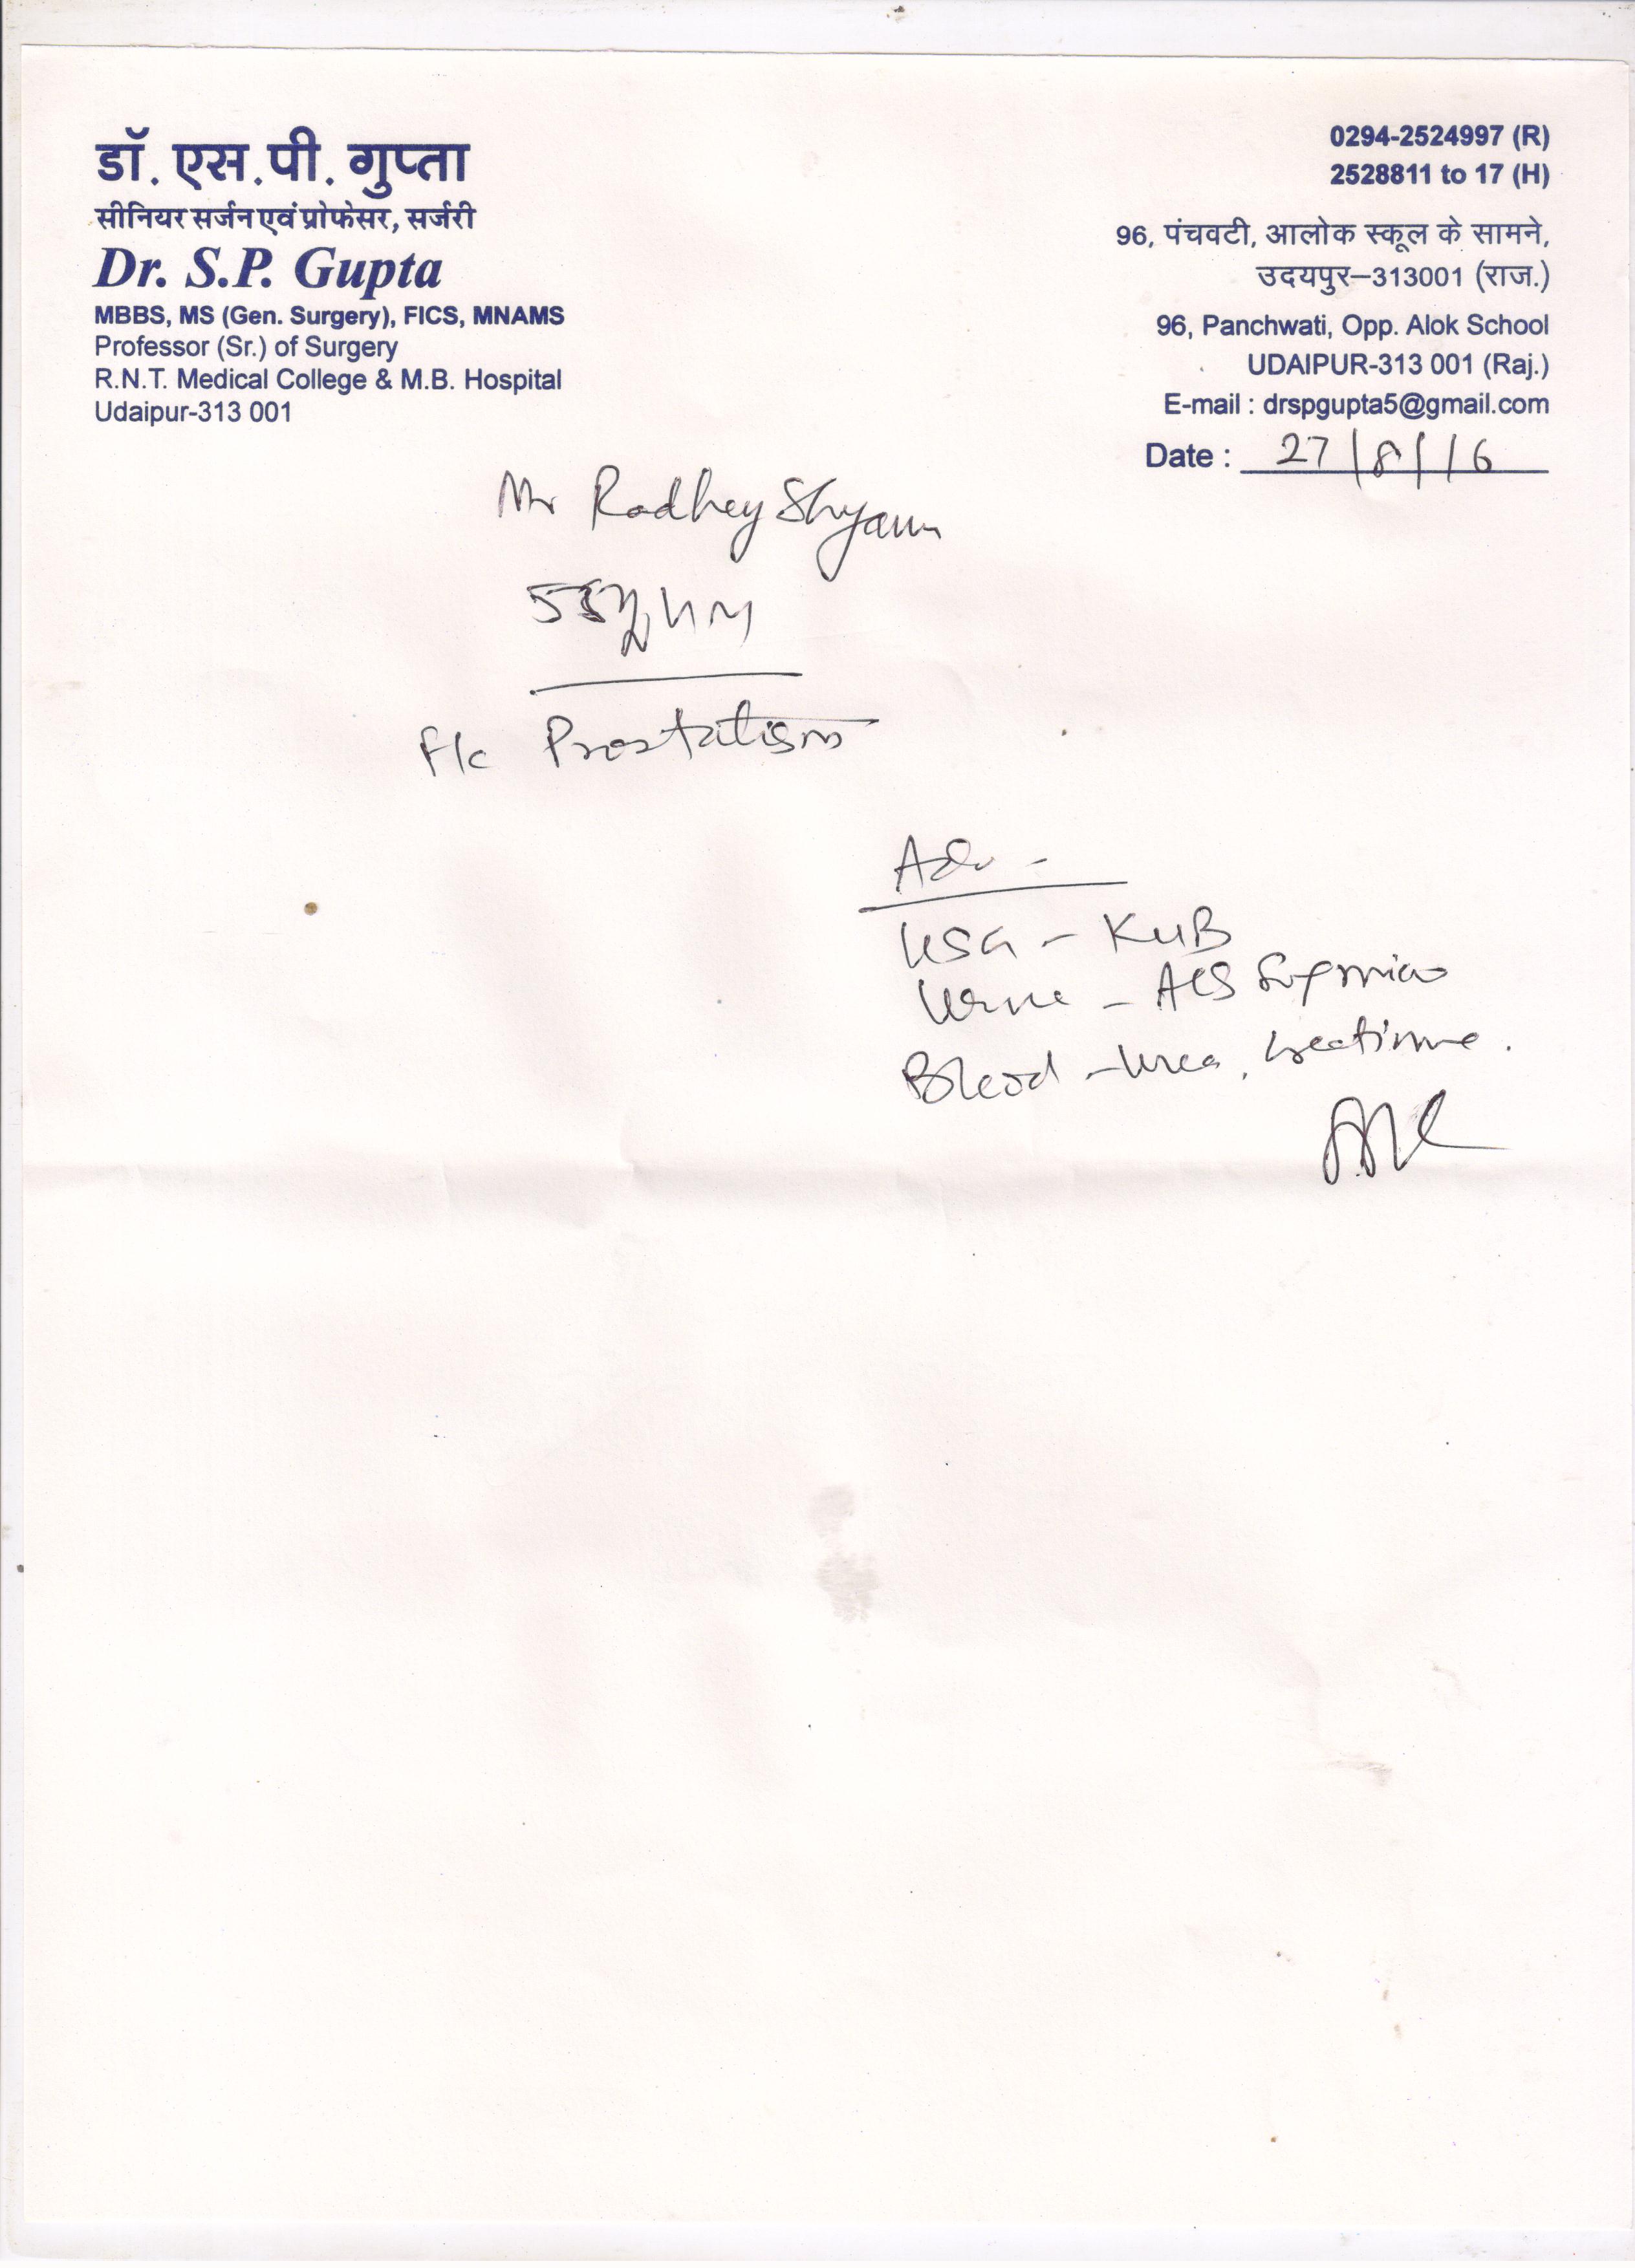 डॉ. एस.पी. गुप्ता
सीनियर सर्जन एवं प्रोफेसर, सर्जरी
Dr. S.P. Gupta
MBBS, MS (Gen. Surgery), FICS, MNAMS
Professor (Sr.) of Surgery
R.N.T. Medical College & M.B. Hospital
Udaipur-313 001
0294-2524997 (R)
2528811 to 17 (H)
96, पंचवटी, आलोक स्कूल के सामने,
उदयपुर–313001 (राज.)
96, Panchwati, Opp. Alok School
UDAIPUR-313 001 (Raj.)
E-mail : drspgupta5@gmail.com
Date : 27/8/16
Mr Radhey Shyam
Prostatism
Adv -
USG - KUB
Urine -
Blood - Urea, Creatinine.